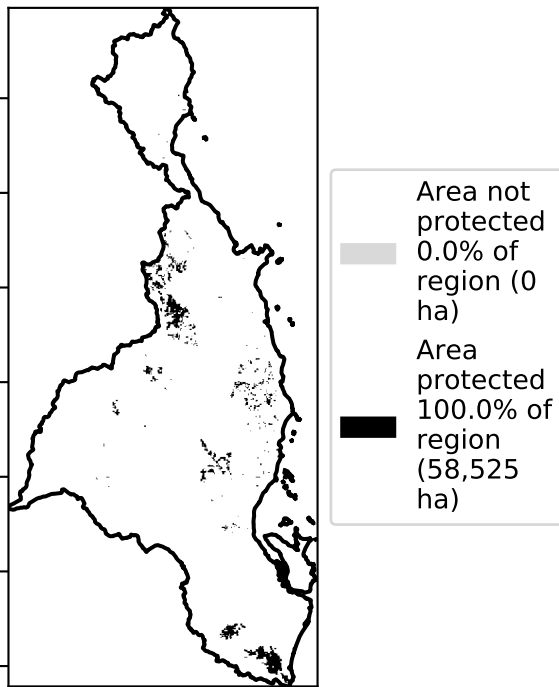 Area not
protected
0.0% of
region (0
ha)
Area
protected
100.0% of
region
(58,525
ha)